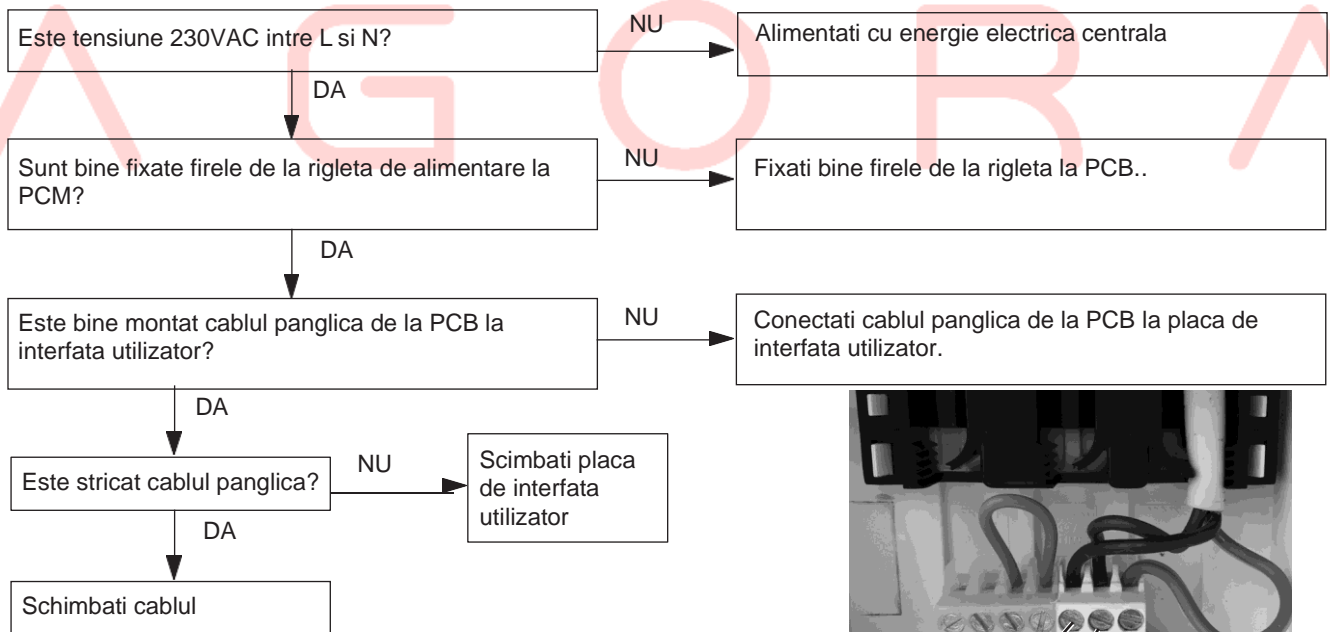 Este tensiune 230VAC intre L si N?
NU
Alimentati cu energie electrica centrala
DA
Sunt bine fixate firele de la rigleta de alimentare la
PCM?
NU
Fixati bine firele de la rigleta la PCB..
DA
Este bine montat cablul panglica de la PCB la
interfata utilizator?
NU
Conectati cablul panglica de la PCB la placa de
interfata utilizator.
DA
Este stricat cablul panglica?
NU
Scimbati placa
de interfata
utilizator
DA
Schimbati cablul
AGORA